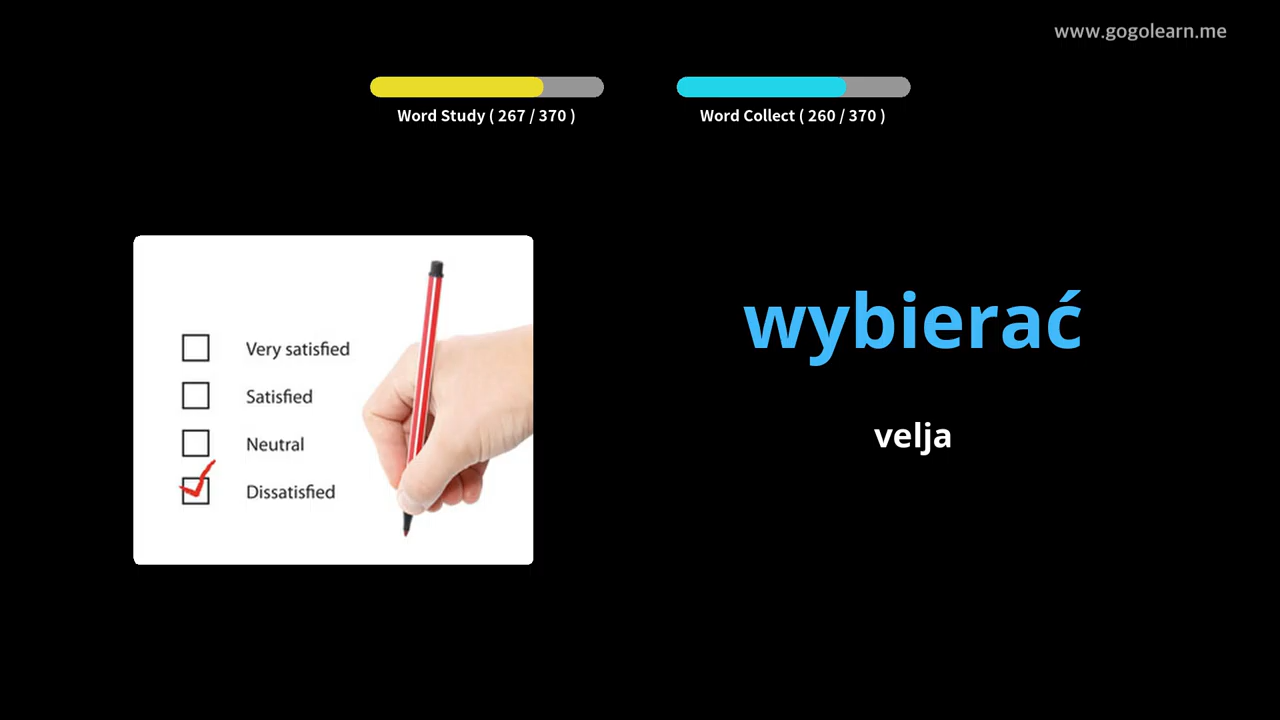 www.gogolearn.me
Word Study ( 267 / 370 )
Word Collect ( 260 / 370 )
Very satisfied
Satisfied
Neutral
Dissatisfied
wybierać
velja